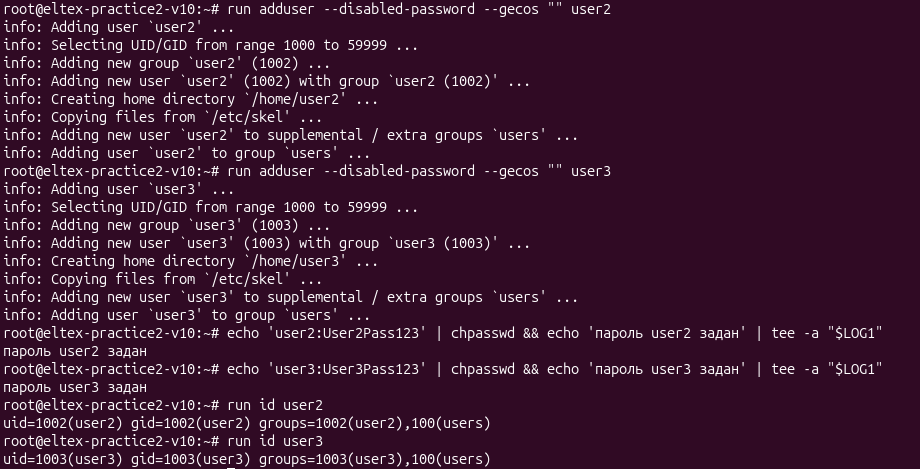 root@eltex-practice2-v10:~# run adduser --disabled-password --gecos "" user2
info: Adding user `user2' ...
info: Selecting UID/GID from range 1000 to 59999 ...
info: Adding new group `user2' (1002) ...
info: Adding new user `user2' (1002) with group `user2 (1002)' ...
info: Creating home directory `/home/user2' ...
info: Copying files from `/etc/skel' ...
info: Adding new user `user2' to supplemental / extra groups `users' ...
info: Adding user `user2' to group `users' ...
root@eltex-practice2-v10:~# run adduser --disabled-password --gecos "" user3
info: Adding user `user3' ...
info: Selecting UID/GID from range 1000 to 59999 ...
info: Adding new group `user3' (1003) ...
info: Adding new user `user3' (1003) with group `user3 (1003)' ...
info: Creating home directory `/home/user3' ...
info: Copying files from `/etc/skel' ...
info: Adding new user `user3' to supplemental / extra groups `users' ...
info: Adding user `user3' to group `users' ...
root@eltex-practice2-v10:~# echo 'user2:User2Pass123' | chpasswd && echo 'пароль user2 задан' | tee -a "$LOG1"
пароль user2 задан
root@eltex-practice2-v10:~# echo 'user3:User3Pass123' | chpasswd && echo 'пароль user3 задан' | tee -a "$LOG1"
пароль user3 задан
root@eltex-practice2-v10:~# run id user2
uid=1002(user2) gid=1002(user2) groups=1002(user2),100(users)
root@eltex-practice2-v10:~# run id user3
uid=1003(user3) gid=1003(user3) groups=1003(user3),100(users)